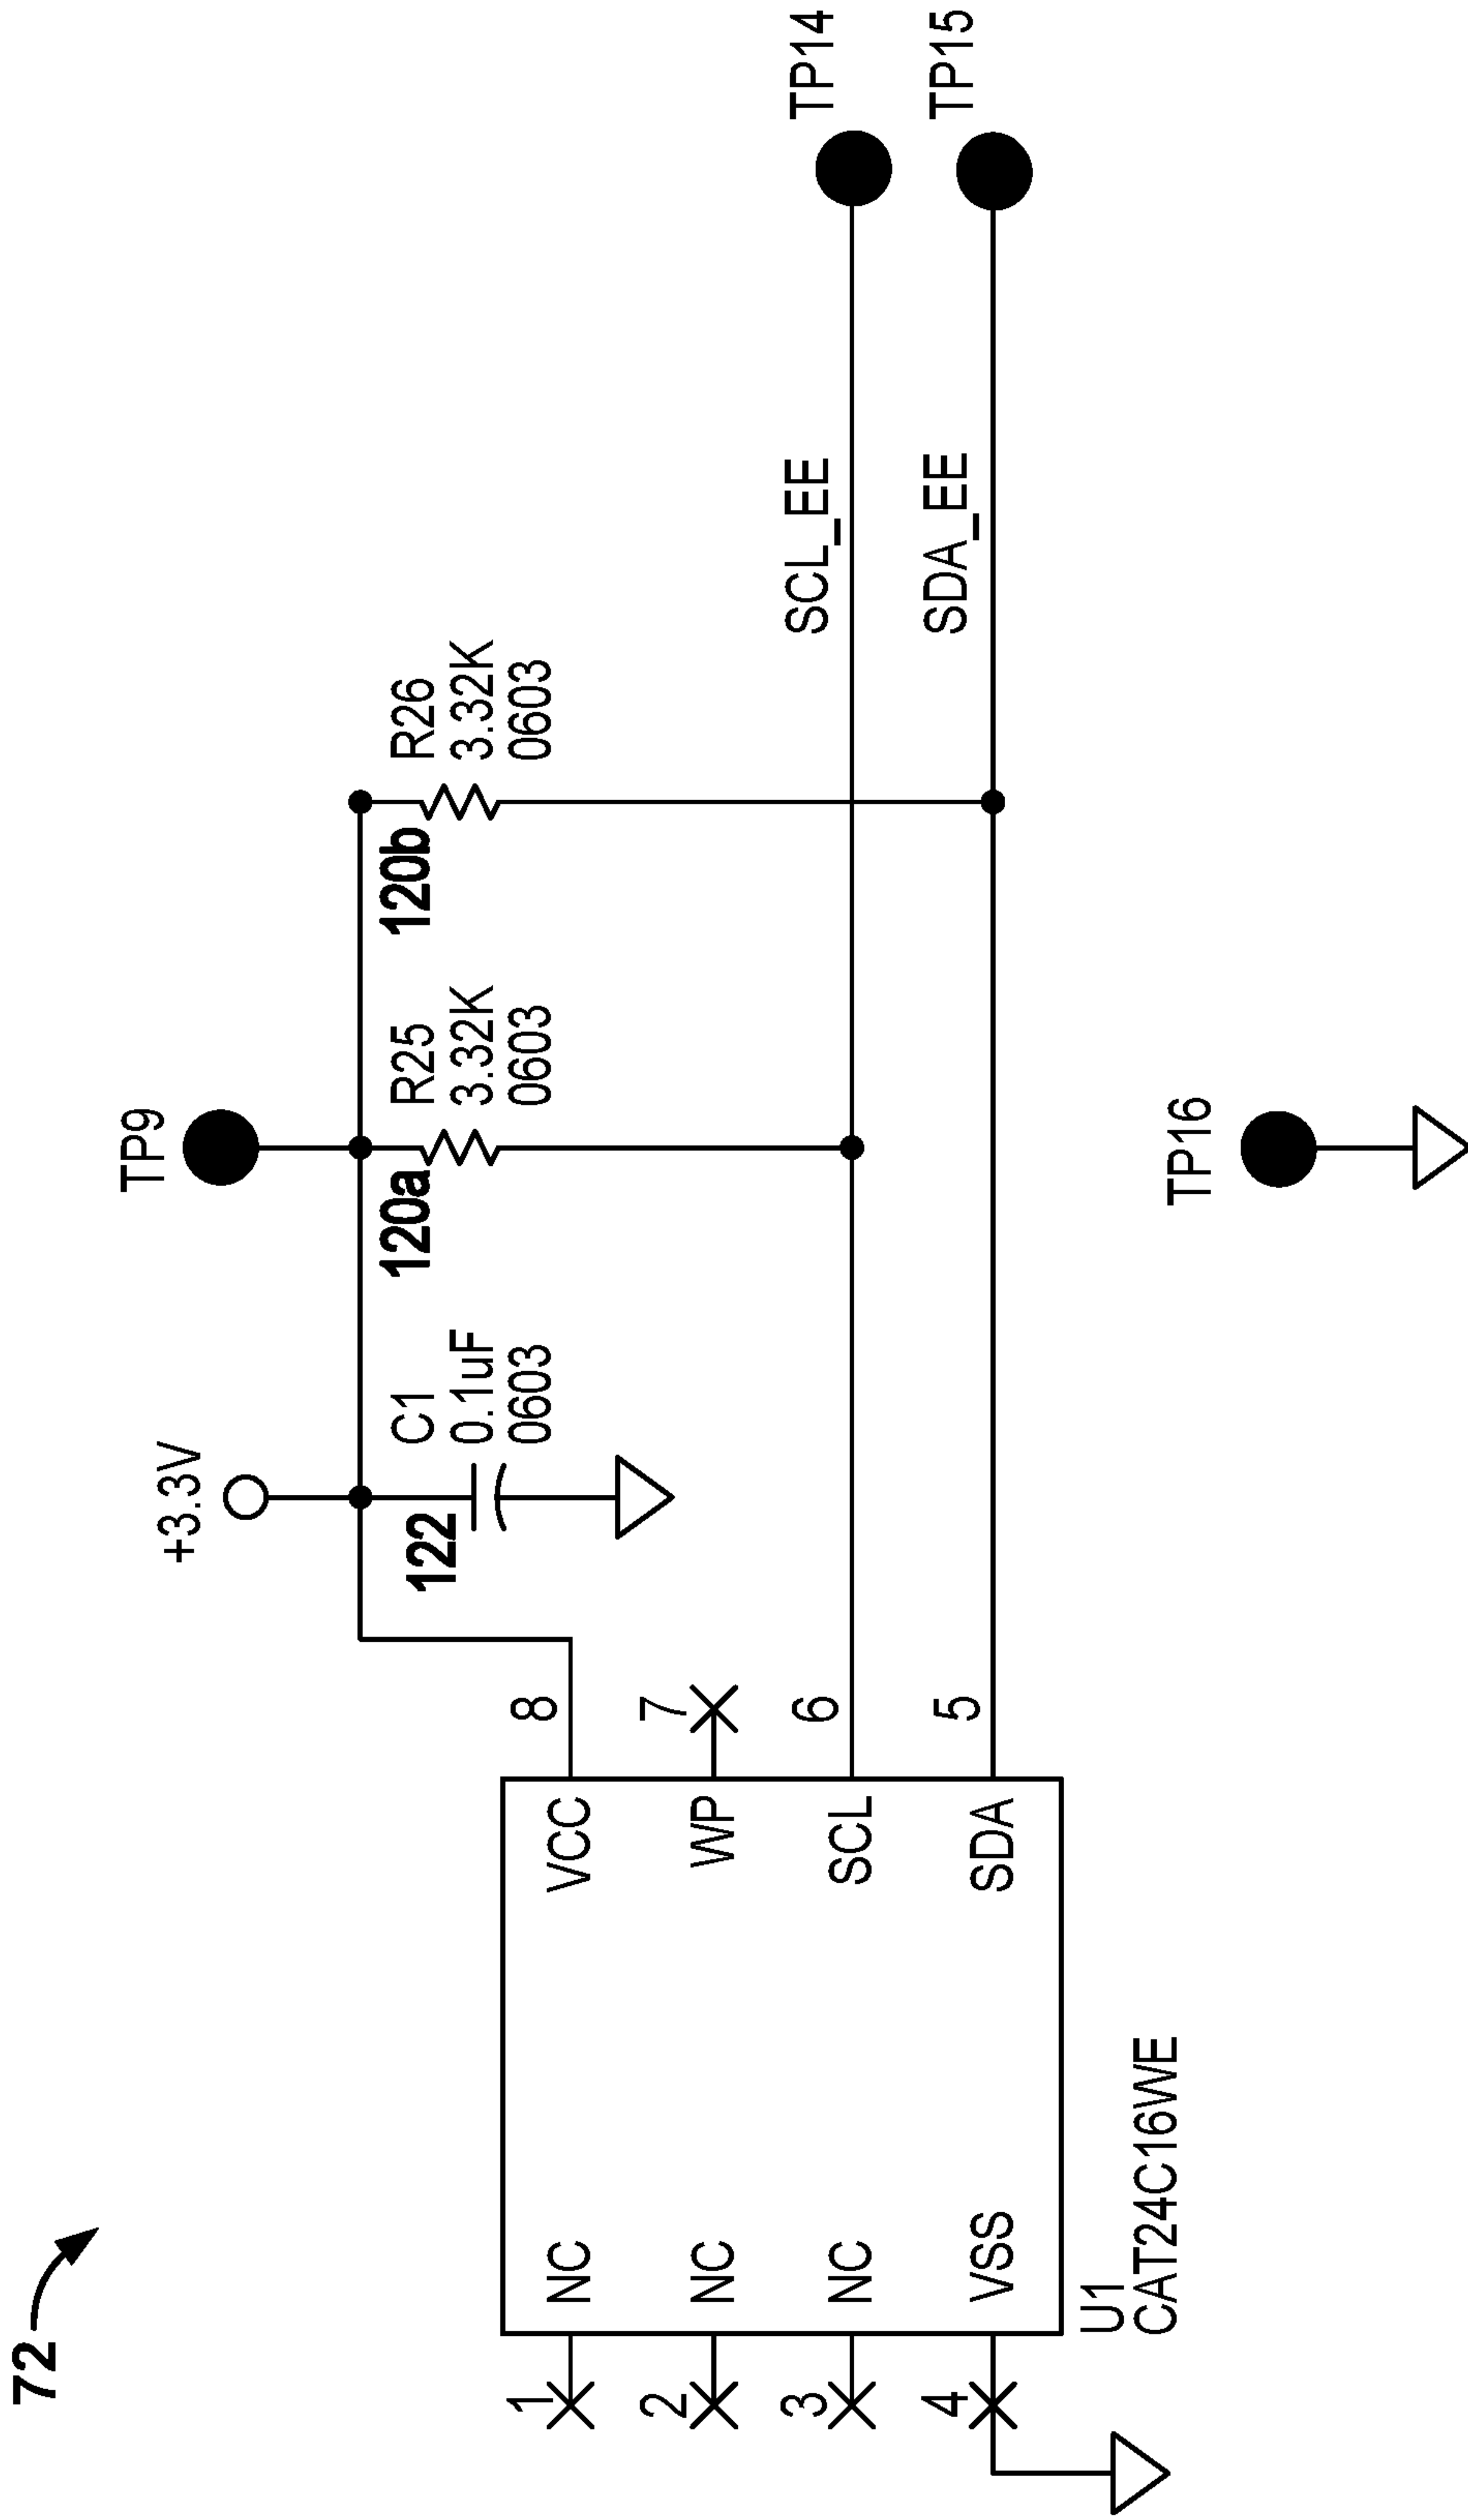 72
+3.3V
TP9
122
C1
0.1uF
0603
120a
R25
3.32K
0603
120b
R26
3.32K
0603
1
NC
VCC
8
2
NC
WP
7
3
NC
SCL
6
SCL_EE
TP14
4
VSS
SDA
5
SDA_EE
TP15
U1
CAT24C16WE
TP16